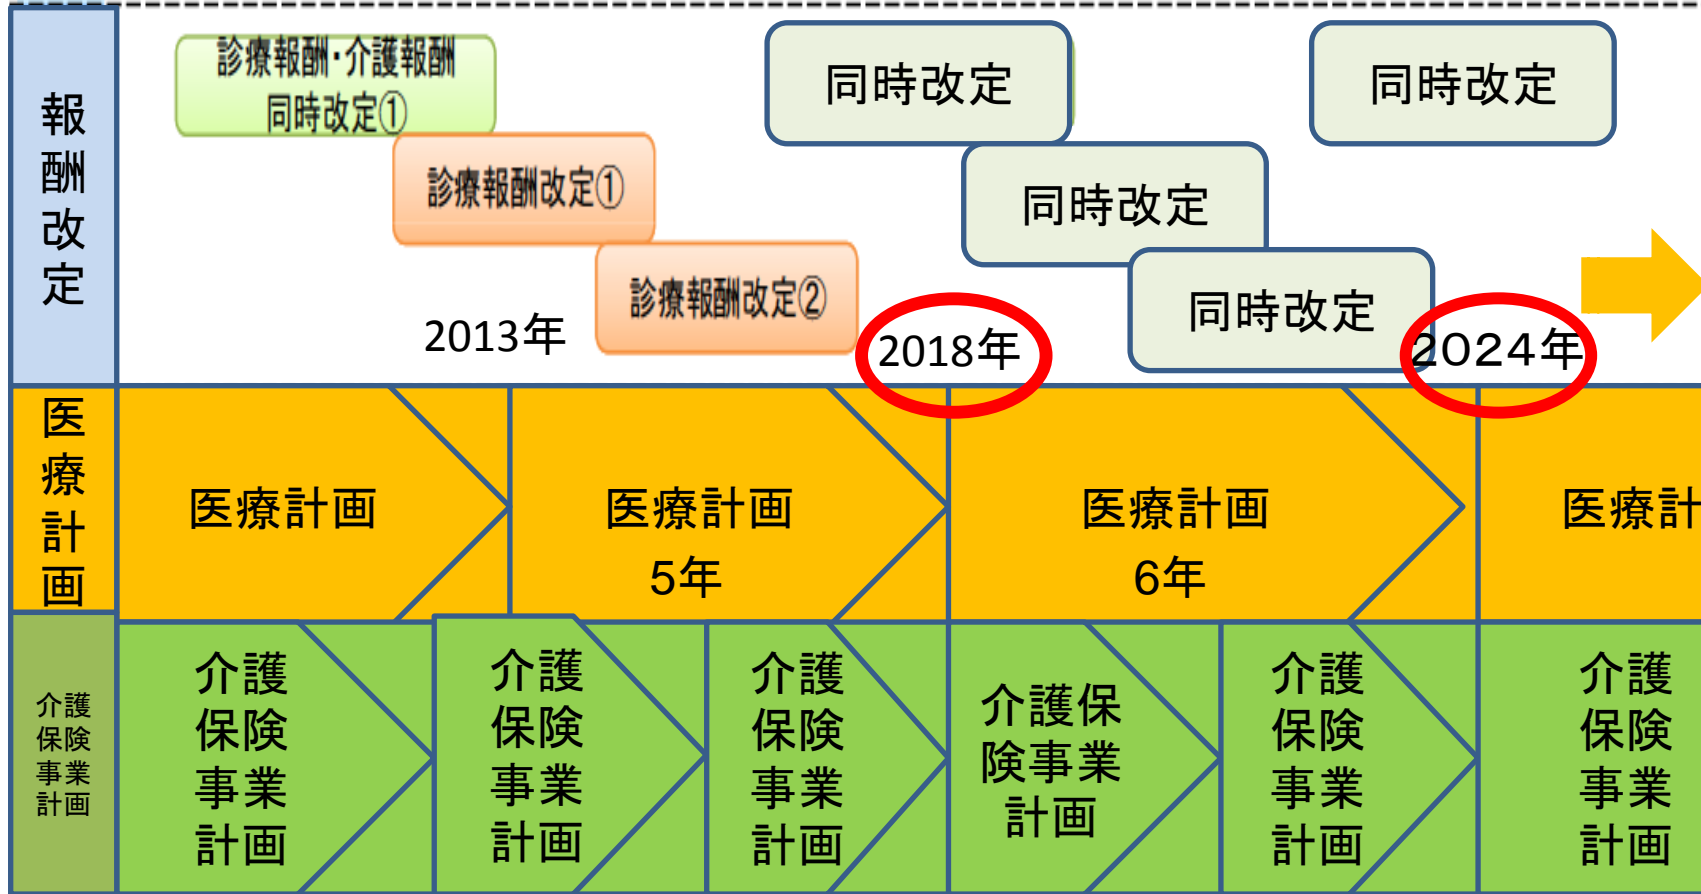 報
酬
改
定
診療報酬・介護報酬
同時改定①
診療報酬改定①
診療報酬改定②
同時改定
同時改定
同時改定
同時改定
2013年
2018年
2024年
医
療
計
画
医療計画
医療計画
5年
医療計画
6年
医療計
介護
保険
事業
計画
介護
保険
事業
計画
介護
保険
事業
計画
介護
保険
事業
計画
介護保
険事業
計画
介護
保険
事業
計画
介護
保険
事業
計画